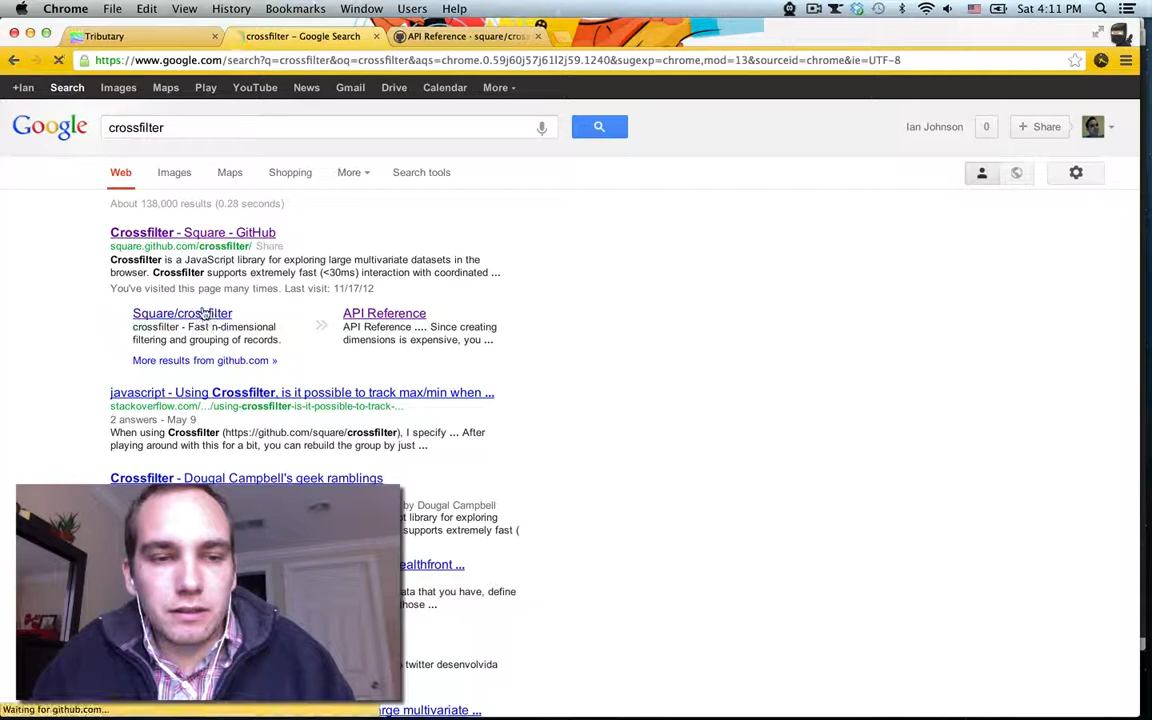 Chrome File Edit View History Bookmarks Window Users Help Sat 4:11 PM
Tributary crossfilter - Google Search API Reference · square/cross
https://www.google.com/search?q=crossfilter&oq=crossfilter&aqs=chrome.0.59j60j57j61l2j59.1240&sugexp=chrome,mod=13&sourceid=chrome&ie=UTF-8
+Ian Search Images Maps Play YouTube News Gmail Drive Calendar More
Google crossfilter Ian Johnson 0 + Share
Web Images Maps Shopping More Search tools
About 138,000 results (0.28 seconds)
Crossfilter - Square - GitHub
square.github.com/crossfilter/ Share
Crossfilter is a JavaScript library for exploring large multivariate datasets in the
browser. Crossfilter supports extremely fast (<30ms) interaction with coordinated ...
You've visited this page many times. Last visit: 11/17/12
Square/crossfilter
crossfilter - Fast n-dimensional
filtering and grouping of records.
API Reference
API Reference .... Since creating
dimensions is expensive, you ...
More results from github.com »
javascript - Using Crossfilter, is it possible to track max/min when ...
stackoverflow.com/.../using-crossfilter-is-it-possible-to-track-...
2 answers - May 9
When using Crossfilter (https://github.com/square/crossfilter), I specify ... After
playing around with this for a bit, you can rebuild the group by just ...
Crossfilter - Dougal Campbell's geek ramblings
by Dougal Campbell
t library for exploring
supports extremely fast (
ealthfront ...
ata that you have, define
those ...
twitter desenvolvida
rge multivariate ...
Waiting for github.com...